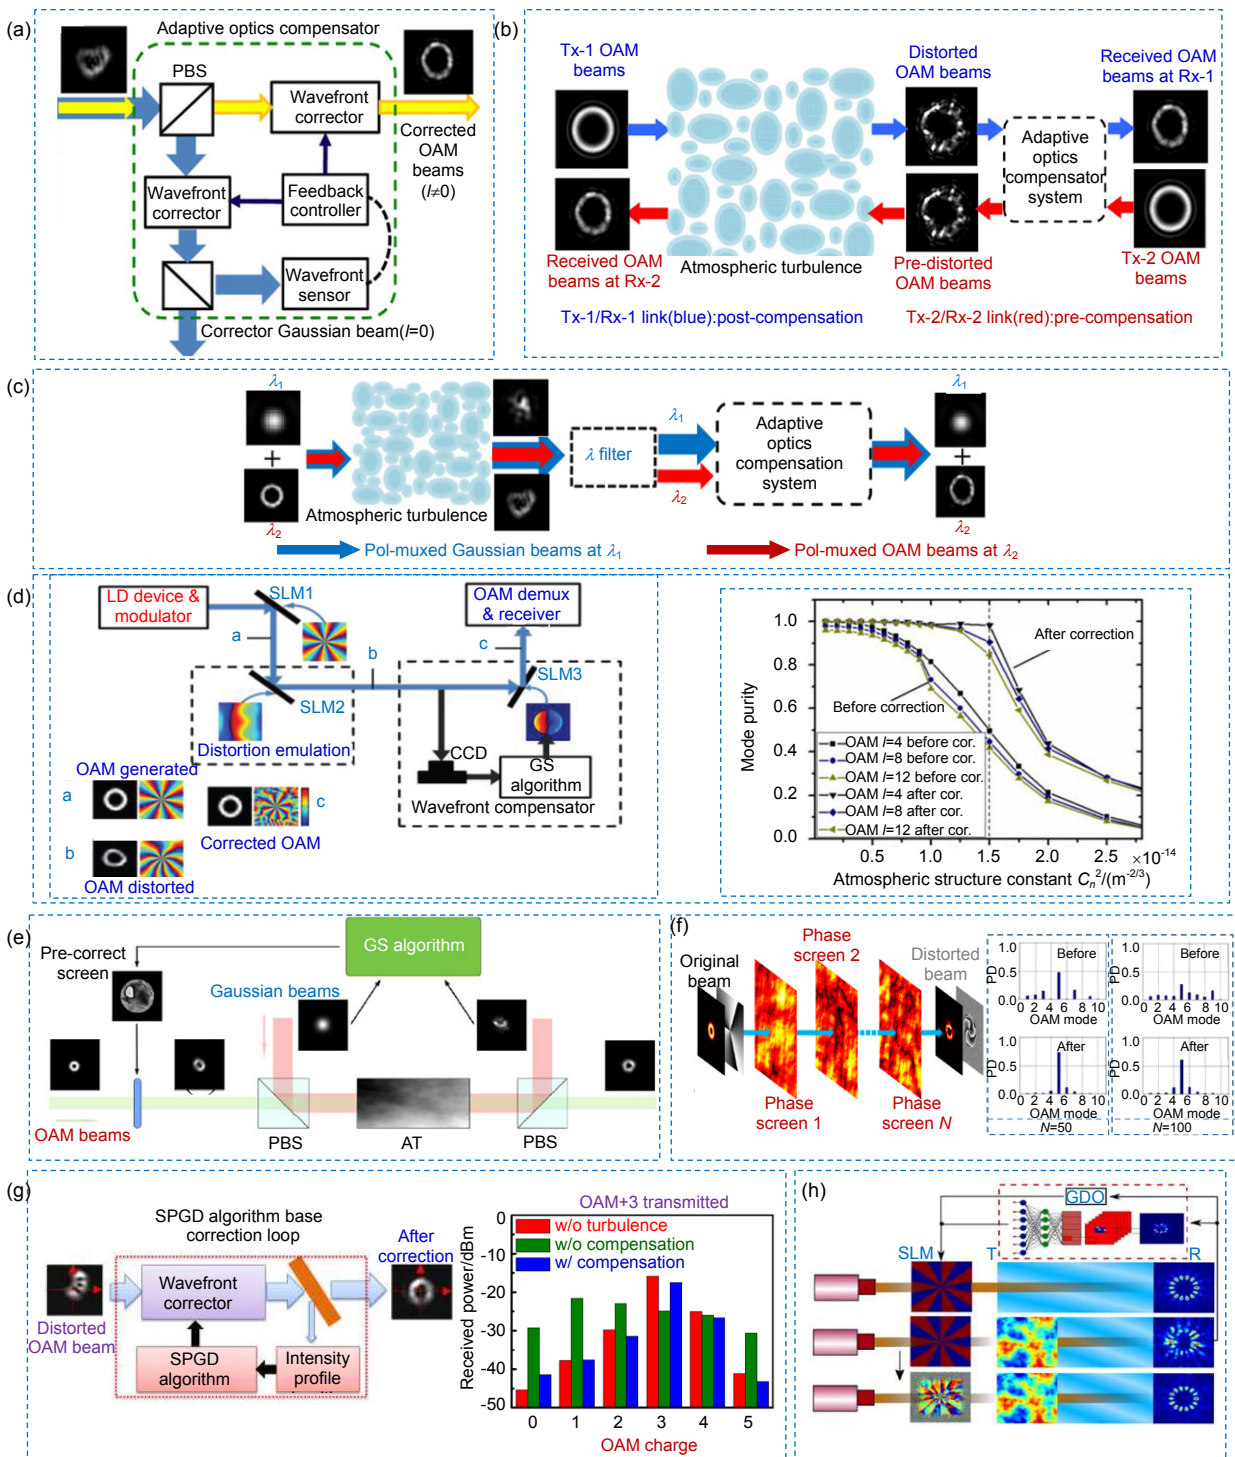 (a)
Adaptive optics compensator
PBS
Wavefront
corrector
Corrected
OAM
beams
(l≠0)
Wavefront
corrector
Feedback
controller
Wavefront
sensor
Corrector Gaussian beam(l=0)
(b)
Tx-1 OAM
beams
Distorted
OAM beams
Received OAM
beams at Rx-1
Adaptive
optics
compensator
system
Received OAM
beams at Rx-2
Atmospheric turbulence
Pre-distorted
OAM beams
Tx-2 OAM
beams
Tx-1/Rx-1 link(blue):post-compensation
Tx-2/Rx-2 link(red):pre-compensation
(c)
λ1
+
λ2
Atmospheric turbulence
λ filter
λ1
λ2
Adaptive
optics
compensation
system
λ1
+
λ2
Pol-muxed Gaussian beams at λ1
Pol-muxed OAM beams at λ2
(d)
LD device &
modulator
SLM1
OAM demux
& receiver
a
b
c
SLM2
SLM3
Distortion emulation
CCD
GS
algorithm
Wavefront compensator
OAM generated
a
c
Corrected OAM
b
OAM distorted
Mode purity
1.0
0.8
0.6
0.4
0.2
0.0
After correction
Before correction
OAM l=4 before cor.
OAM l=8 before cor.
OAM l=12 before cor.
OAM l=4 after cor.
OAM l=8 after cor.
OAM l=12 after cor.
0.5 1.0 1.5 2.0 2.5
×10⁻¹⁴
Atmospheric structure constant Cn²/(m⁻²ᐟ³)
(e)
GS algorithm
Pre-correct
screen
Gaussian beams
OAM beams
PBS
AT
PBS
(f)
Original
beam
Phase
screen 2
Distorted
beam
Phase
screen 1
Phase
screen N
PD
1.0
0.5
0.0
Before
0 2 4 6 8 10
OAM mode
PD
1.0
0.5
0.0
Before
0 2 4 6 8 10
OAM mode
PD
1.0
0.5
0.0
After
0 2 4 6 8 10
OAM mode
N=50
PD
1.0
0.5
0.0
After
0 2 4 6 8 10
OAM mode
N=100
(g)
SPGD algorithm base
correction loop
After
correction
Wavefront
corrector
Distorted
OAM beam
SPGD
algorithm
Intensity
profile
OAM+3 transmitted
Received power/dBm
0
-10
-20
-30
-40
-50
w/o turbulence
w/o compensation
w/ compensation
0 1 2 3 4 5
OAM charge
(h)
GDO
SLM
T
R